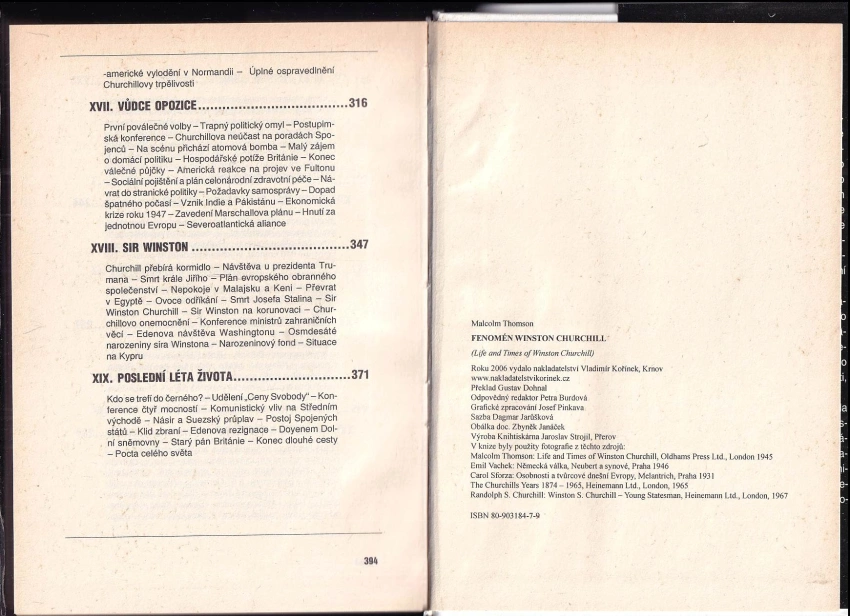 -americké vylodění v Normandii – Úplné ospravedlnění
Churchillovy trpělivosti
XVII. VŮDCE OPOZICE.....................................316
První poválečné volby – Trapný politický omyl – Postupim-
ská konference – Churchillova neúčast na poradách Spo-
jenců – Na scénu přichází atomová bomba – Malý zájem
o domácí politiku – Hospodářské potíže Británie – Konec
válečné půjčky – Americká reakce na projev ve Fultonu
– Sociální pojištění a plán celonárodní zdravotní péče – Ná-
vrat do stranické politiky – Požadavky samosprávy – Dopad
špatného počasí – Vznik Indie a Pákistánu – Ekonomická
krize roku 1947 – Zavedení Marschallova plánu – Hnutí za
jednotnou Evropu – Severoatlantická aliance
XVIII. SIR WINSTON .......................................347
Churchill přebírá kormidlo – Návštěva u prezidenta Tru-
mana – Smrt krále Jiřího – Plán evropského obranného
společenství – Nepokoje v Malajsku a Keni – Převrat
v Egyptě – Ovoce odříkání – Smrt Josefa Stalina – Sir
Winston Churchill – Sir Winston na korunovaci – Chur-
chillovo onemocnění – Konference ministrů zahraničních
věcí – Edenova návštěva Washingtonu – Osmdesáté
narozeniny sira Winstona – Narozeninový fond – Situace
na Kypru
XIX. POSLEDNÍ LÉTA ŽIVOTA.............................371
Kdo se trefí do černého? – Udělení „Ceny Svobody“ – Kon-
ference čtyř mocností – Komunistický vliv na Středním
východě – Násir a Suezský průplav – Postoj Spojených
států – Klid zbraní – Edenova rezignace – Doyenem Dol-
ní sněmovny – Starý pán Británie – Konec dlouhé cesty
– Pocta celého světa
394
Malcolm Thomson
FENOMÉN WINSTON CHURCHILL
(Life and Times of Winston Churchill)
Roku 2006 vydalo nakladatelství Vladimír Kořínek, Krnov
www.nakladatelstvikorinek.cz
Překlad Gustav Dohnal
Odpovědný redaktor Petra Burdová
Grafické zpracování Josef Pinkava
Sazba Dagmar Jarůšková
Obálka doc. Zbyněk Janáček
Výroba Knihtiskárna Jaroslav Strojil, Přerov
V knize byly použity fotografie z těchto zdrojů:
Malcolm Thomson: Life and Times of Winston Churchill, Oldhams Press Ltd., London 1945
Emil Vachek: Německá válka, Neubert a synové, Praha 1946
Carol Sforza: Osobnosti a tvůrcové dnešní Evropy, Melantrich, Praha 1931
The Churchills Years 1874 – 1965, Heinemann Ltd., London, 1965
Randolph S. Churchill: Winston S. Churchill – Young Statesman, Heinemann Ltd., London, 1967
ISBN 80-903184-7-9